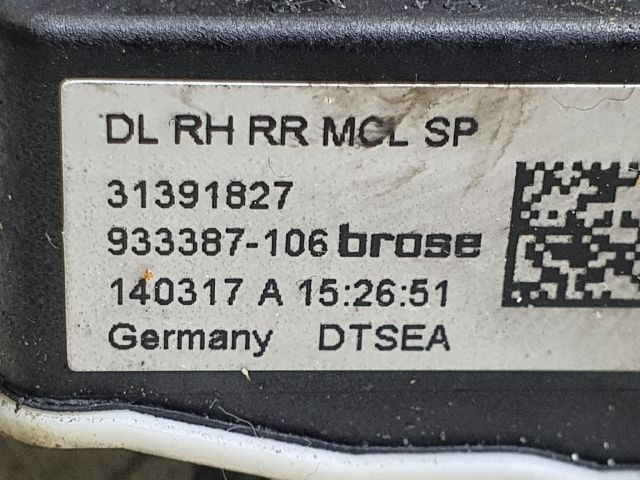 DL RH RR MCL SP
31391827
933387-106 brose
140317 A 15:26:51
Germany DTSEA